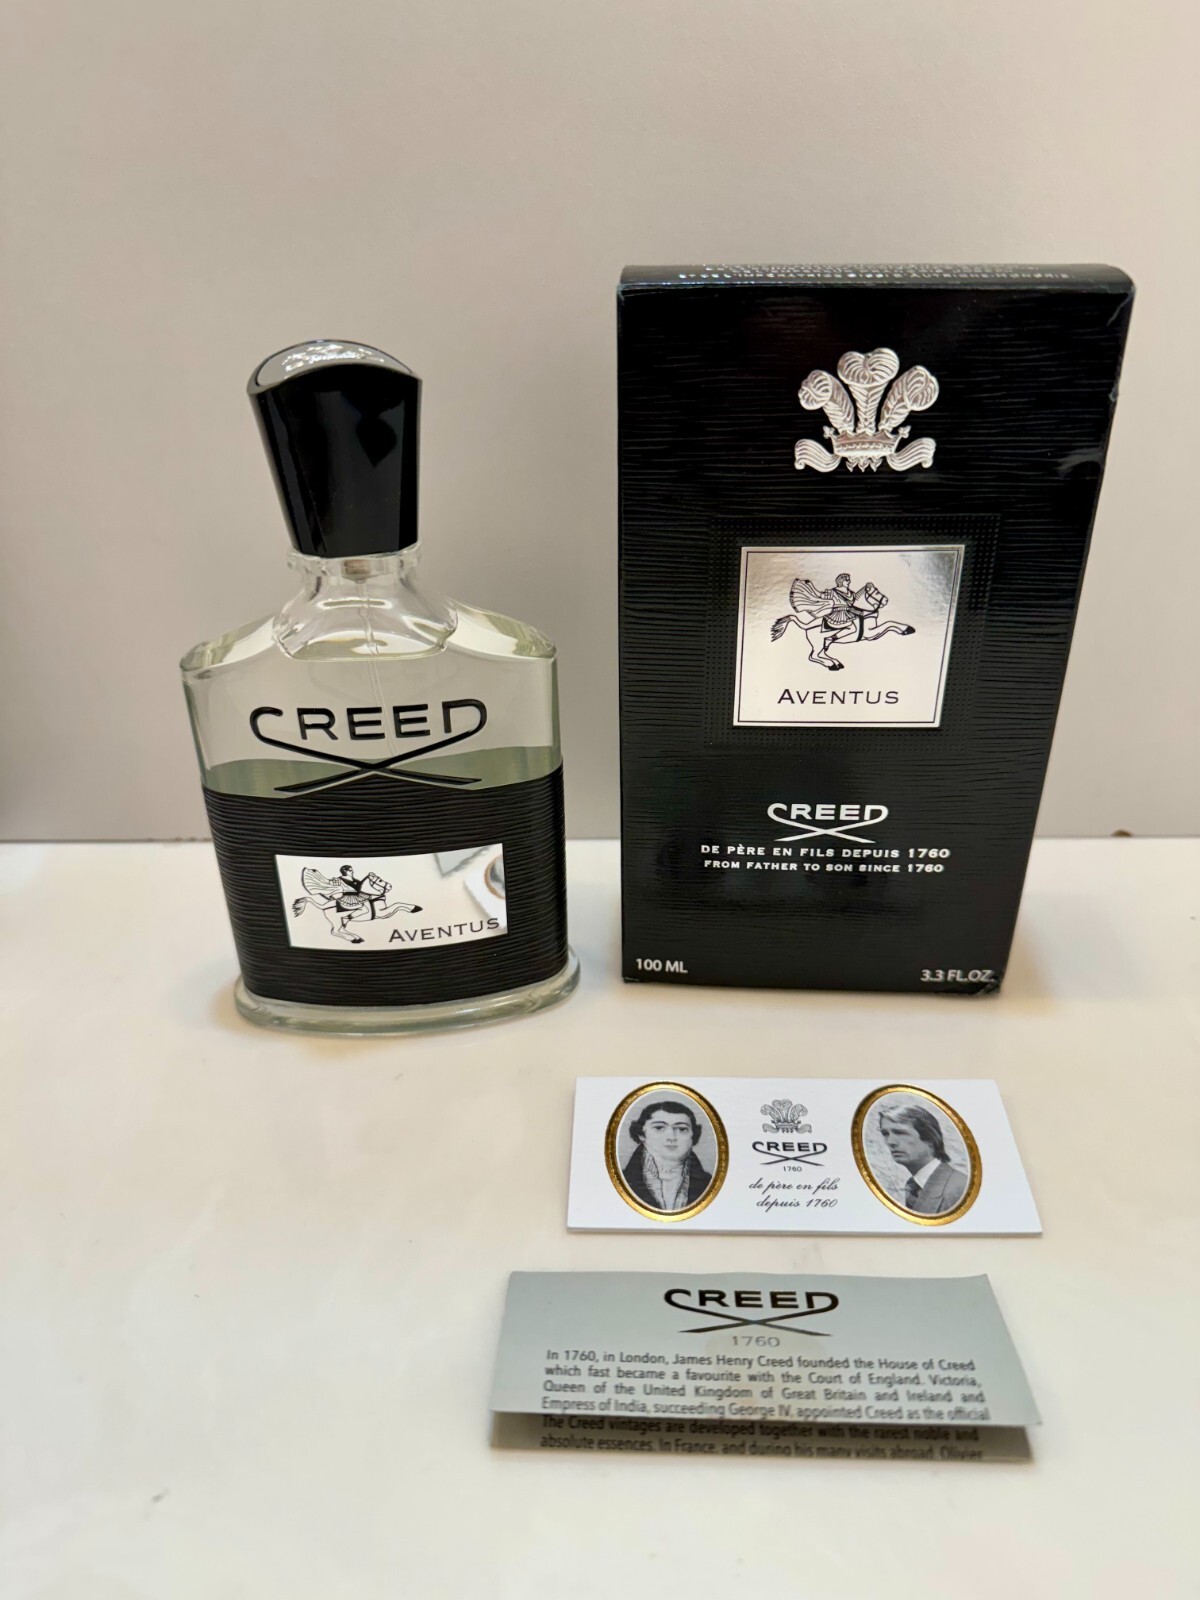 CREED
AVENTUS
AVENTUS
CREED
DE PÈRE EN FILS DEPUIS 1760
FROM FATHER TO SON SINCE 1760
100 ML
3.3 FL.OZ.
CREED
1760
de père en fils
depuis 1760
CREED
1760
In 1760, in London, James Henry Creed founded the House of Creed
which fast became a favourite with the Court of England. Victoria,
Queen of the United Kingdom of Great Britain and Ireland and
Empress of India, succeeding George IV, appointed Creed as the official
The Creed vintages are developed together with the rarest noble and
absolute essences. In France, and during his many visits abroad, Olivier